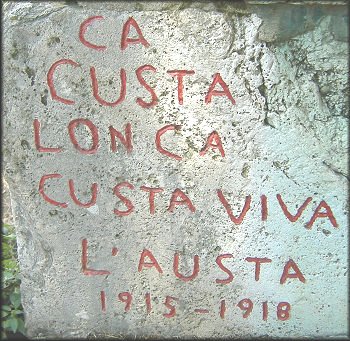 CA
CUSTA
LON CA
CUSTA VIVA
L'AUSTA
1915-1918